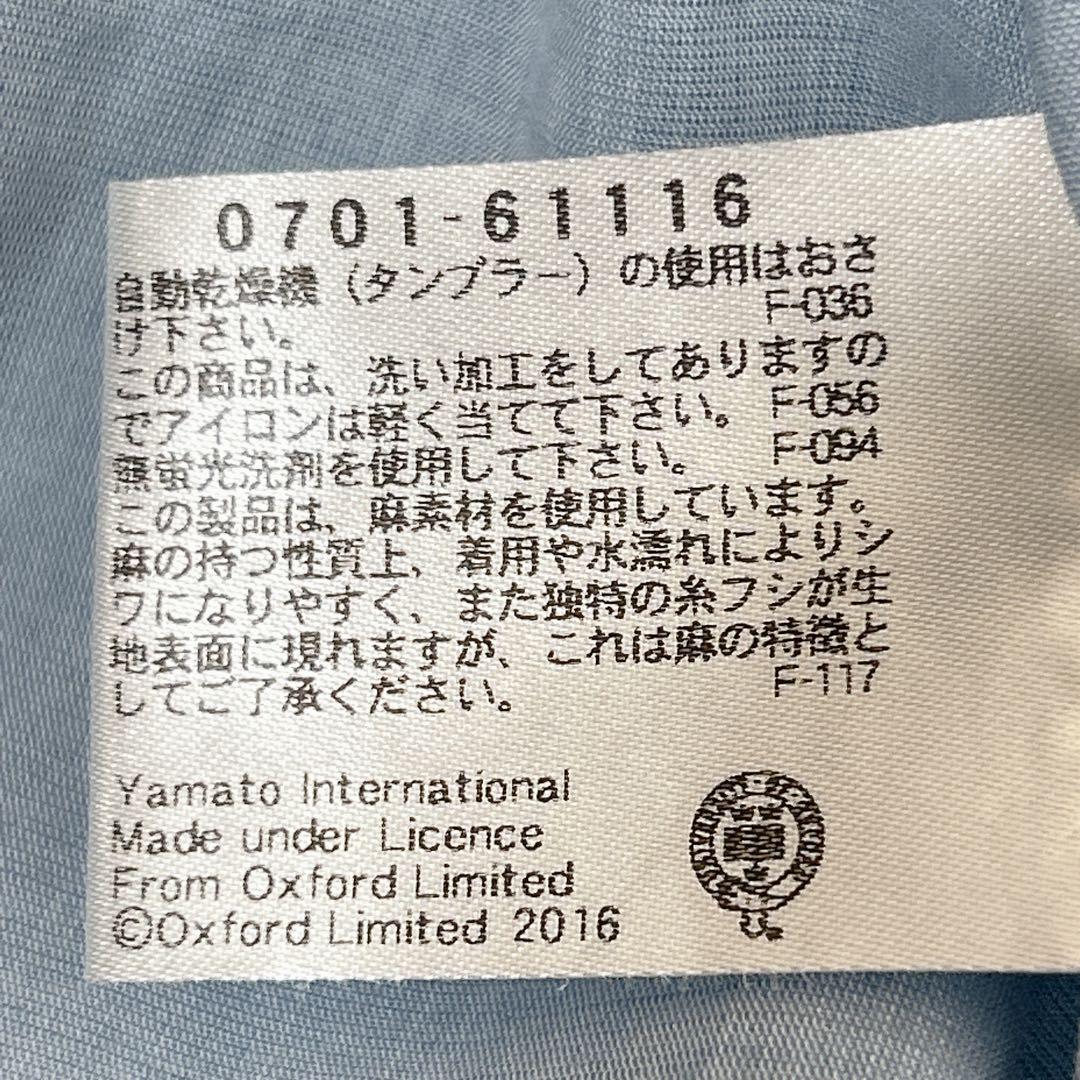 0701-61116
自動乾燥機（タンブラー）の使用はおさ
け下さい。 F-036
この商品は、洗い加工をしてありますの
でアイロンは軽く当てて下さい。 F-056
無蛍光洗剤を使用して下さい。 F-094
この製品は、麻素材を使用しています。
麻の持つ性質上、着用や水濡れによりシ
ワになりやすく、また独特の糸フシが生
地表面に現れますが、これは麻の特徴と
してご了承ください。 F-117
Yamato International
Made under Licence
From Oxford Limited
©Oxford Limited 2016